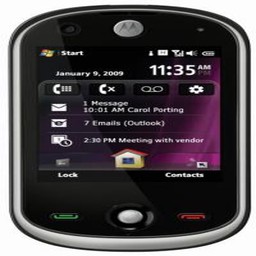 MOTOROLA
Start
January 9, 2009 11:35 AM
1 Message
10:01 AM Carol Porting
7 Emails (Outlook)
2:30 PM Meeting with vendor
Lock Contacts